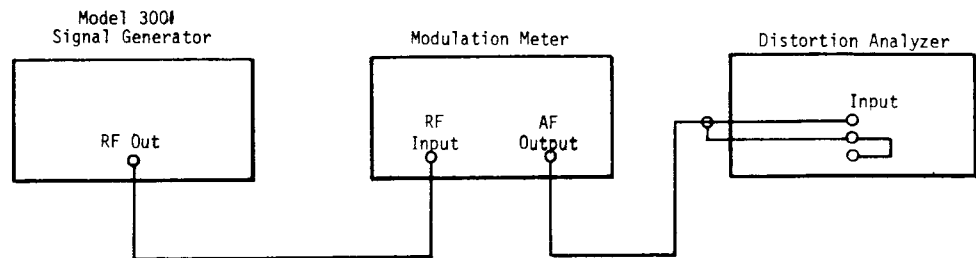 Model 3001
Signal Generator
Modulation Meter
Distortion Analyzer
RF Out
RF
Input
AF
Output
Input